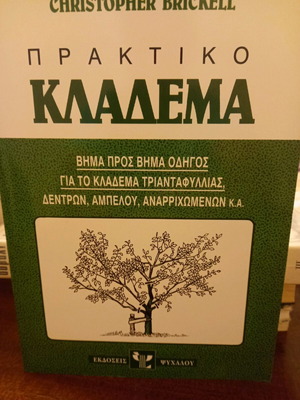 CHRISTOPHER BRICKELL
ΠΡΑΚΤΙΚΟ
ΚΛΑΔΕΜΑ
ΒΗΜΑ ΠΡΟΣ ΒΗΜΑ ΟΔΗΓΟΣ
ΓΙΑ ΤΟ ΚΛΑΔΕΜΑ ΤΡΙΑΝΤΑΦΥΛΛΙΑΣ,
ΔΕΝΤΡΩΝ, ΑΜΠΕΛΟΥ, ΑΝΑΡΡΙΧΩΜΕΝΩΝ Κ.Α.
ΕΚΔΟΣΕΙΣ ΨΥΧΑΛΟΥ